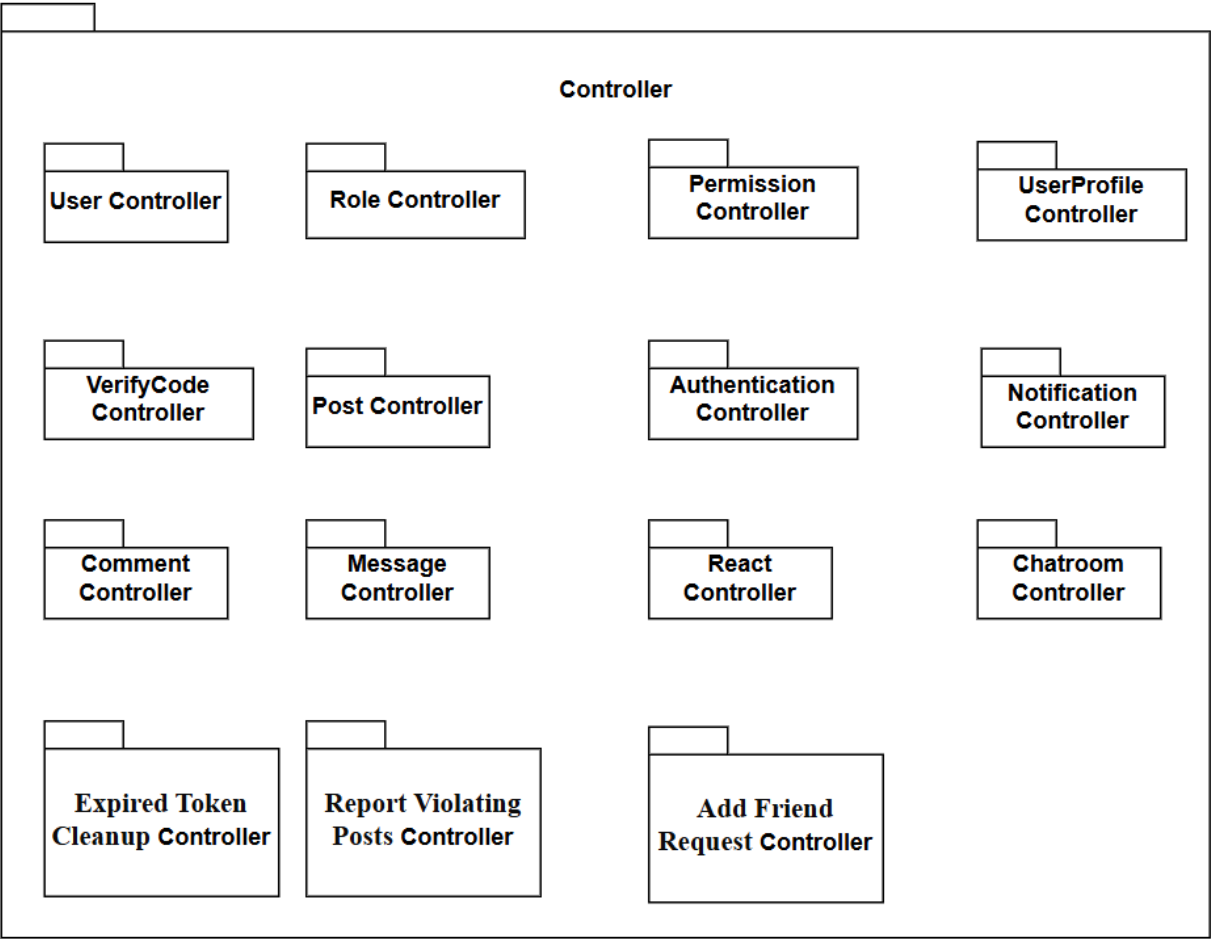 Controller
User Controller
Role Controller
Permission
Controller
UserProfile
Controller
VerifyCode
Controller
Post Controller
Authentication
Controller
Notification
Controller
Comment
Controller
Message
Controller
React
Controller
Chatroom
Controller
Expired Token
Cleanup Controller
Report Violating
Posts Controller
Add Friend
Request Controller